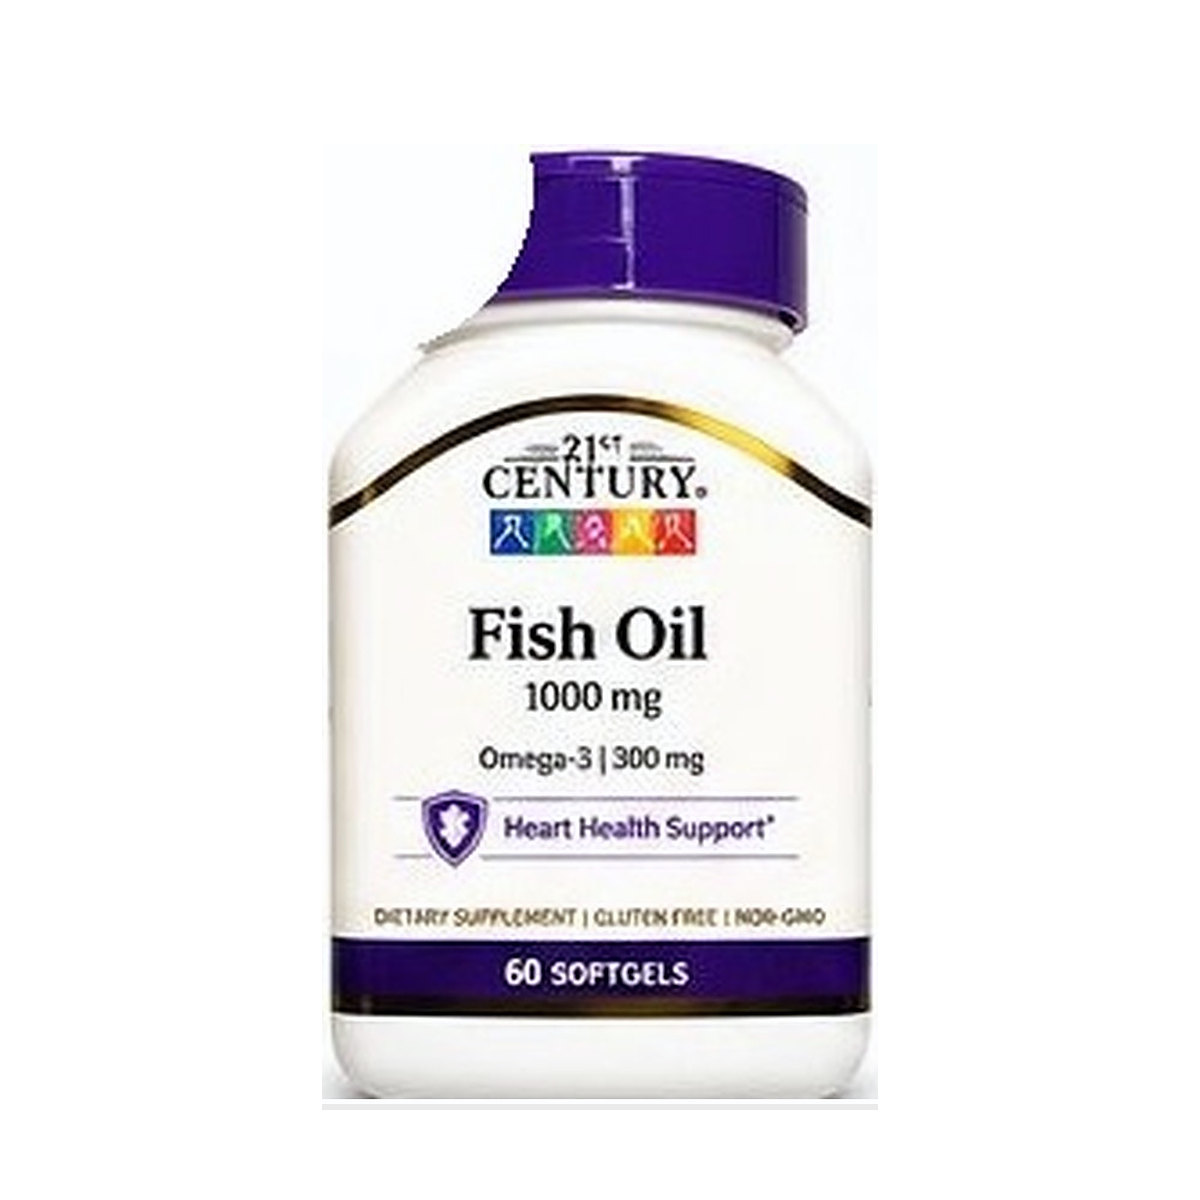 21ST
CENTURY®
Fish Oil
1000 mg
Omega-3 | 300 mg
Heart Health Support*
DIETARY SUPPLEMENT | GLUTEN FREE | NON-GMO
60 SOFTGELS